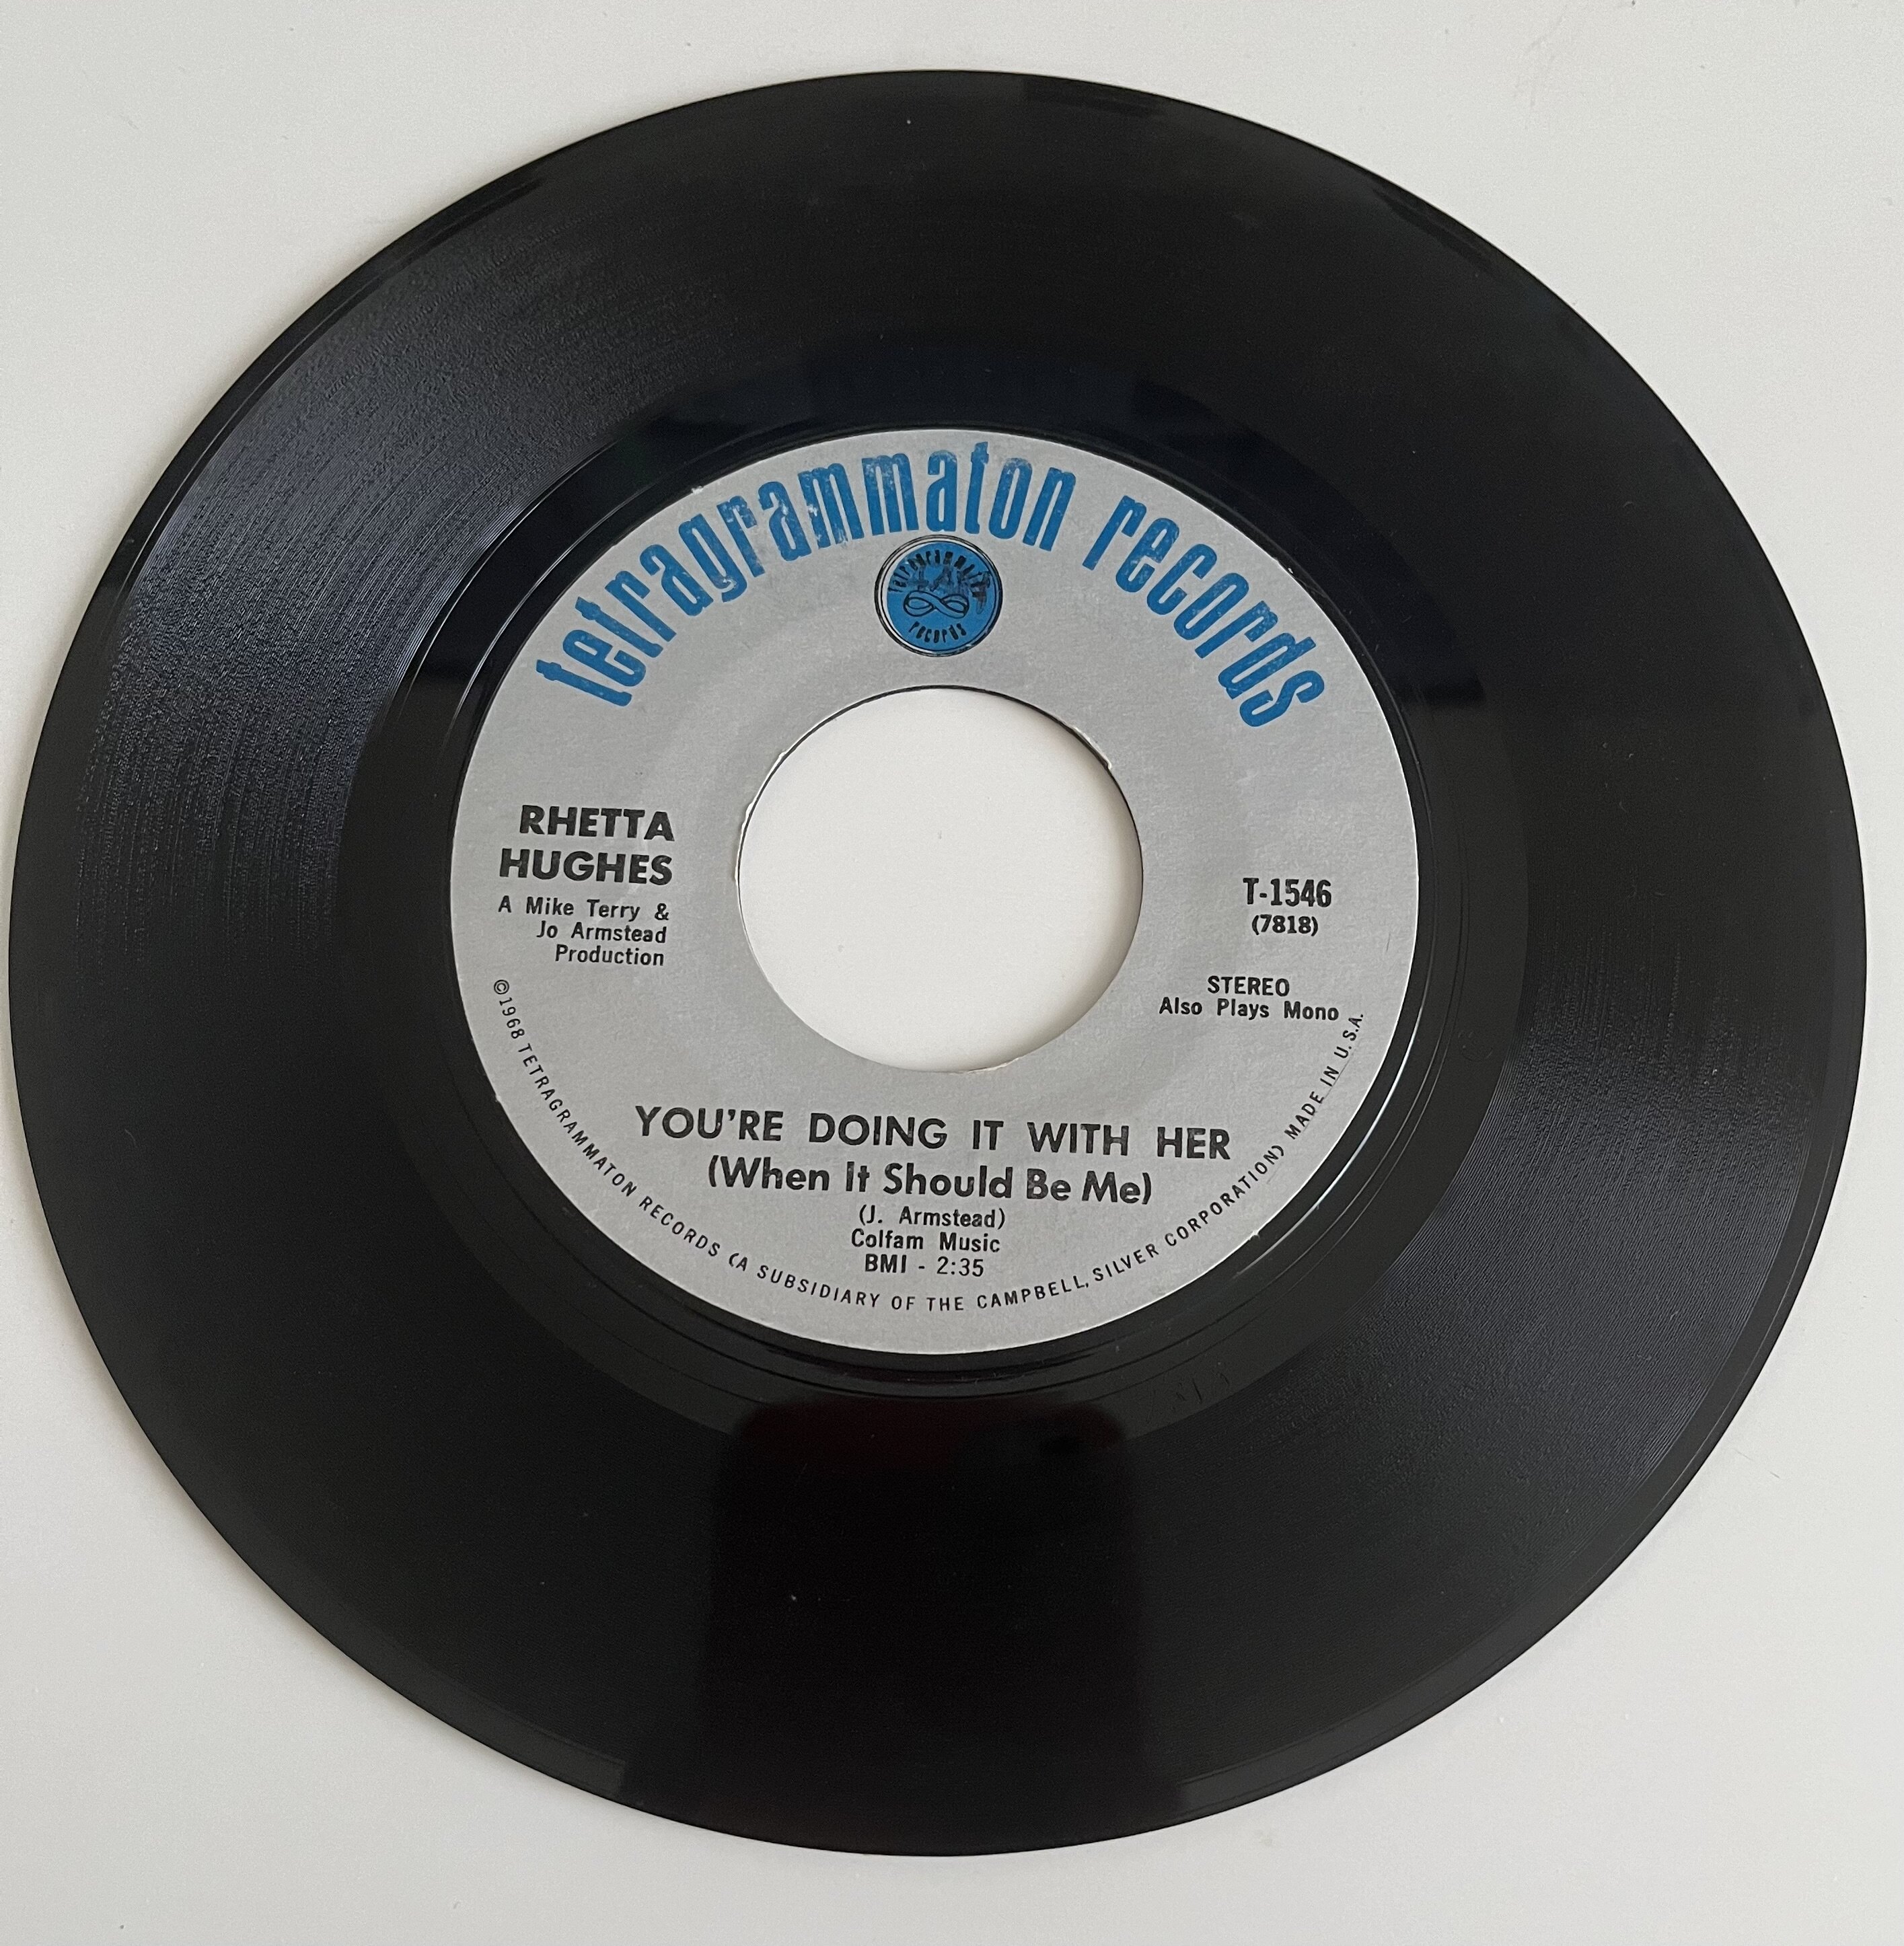 tetragrammaton records
tetragrammaton
records
RHETTA
HUGHES
A Mike Terry &
Jo Armstead
Production
T-1546
(7818)
STEREO
Also Plays Mono
YOU'RE DOING IT WITH HER
(When It Should Be Me)
(J. Armstead)
Colfam Music
BMI - 2:35
©1968 TETRAGRAMMATON RECORDS (A SUBSIDIARY OF THE CAMPBELL, SILVER CORPORATION) MADE IN U.S.A.